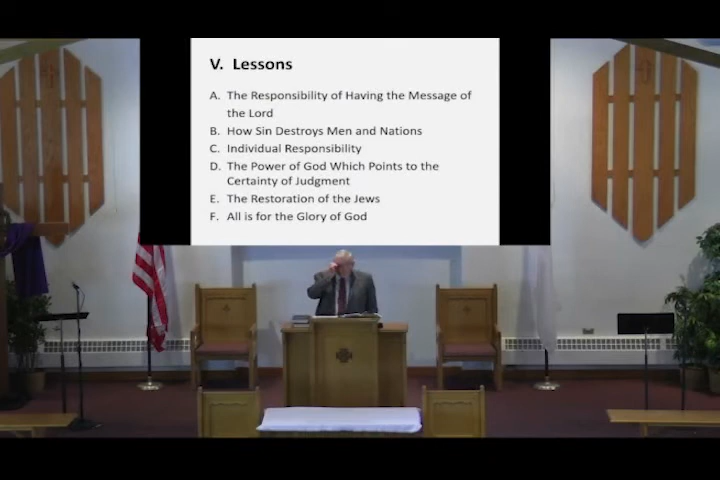 V. Lessons
A. The Responsibility of Having the Message of
the Lord
B. How Sin Destroys Men and Nations
C. Individual Responsibility
D. The Power of God Which Points to the
Certainty of Judgment
E. The Restoration of the Jews
F. All is for the Glory of God